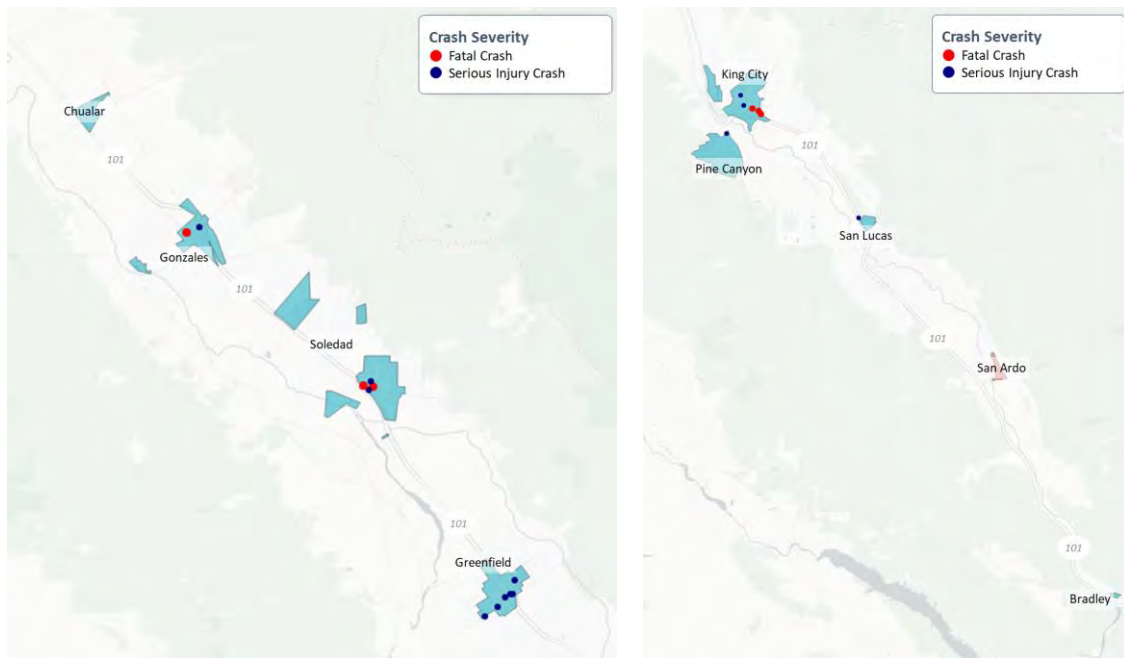 Crash Severity
Fatal Crash
Serious Injury Crash
Chualar
101
Gonzales
101
Soledad
101
Greenfield
Crash Severity
Fatal Crash
Serious Injury Crash
King City
101
Pine Canyon
San Lucas
101
San Ardo
101
Bradley